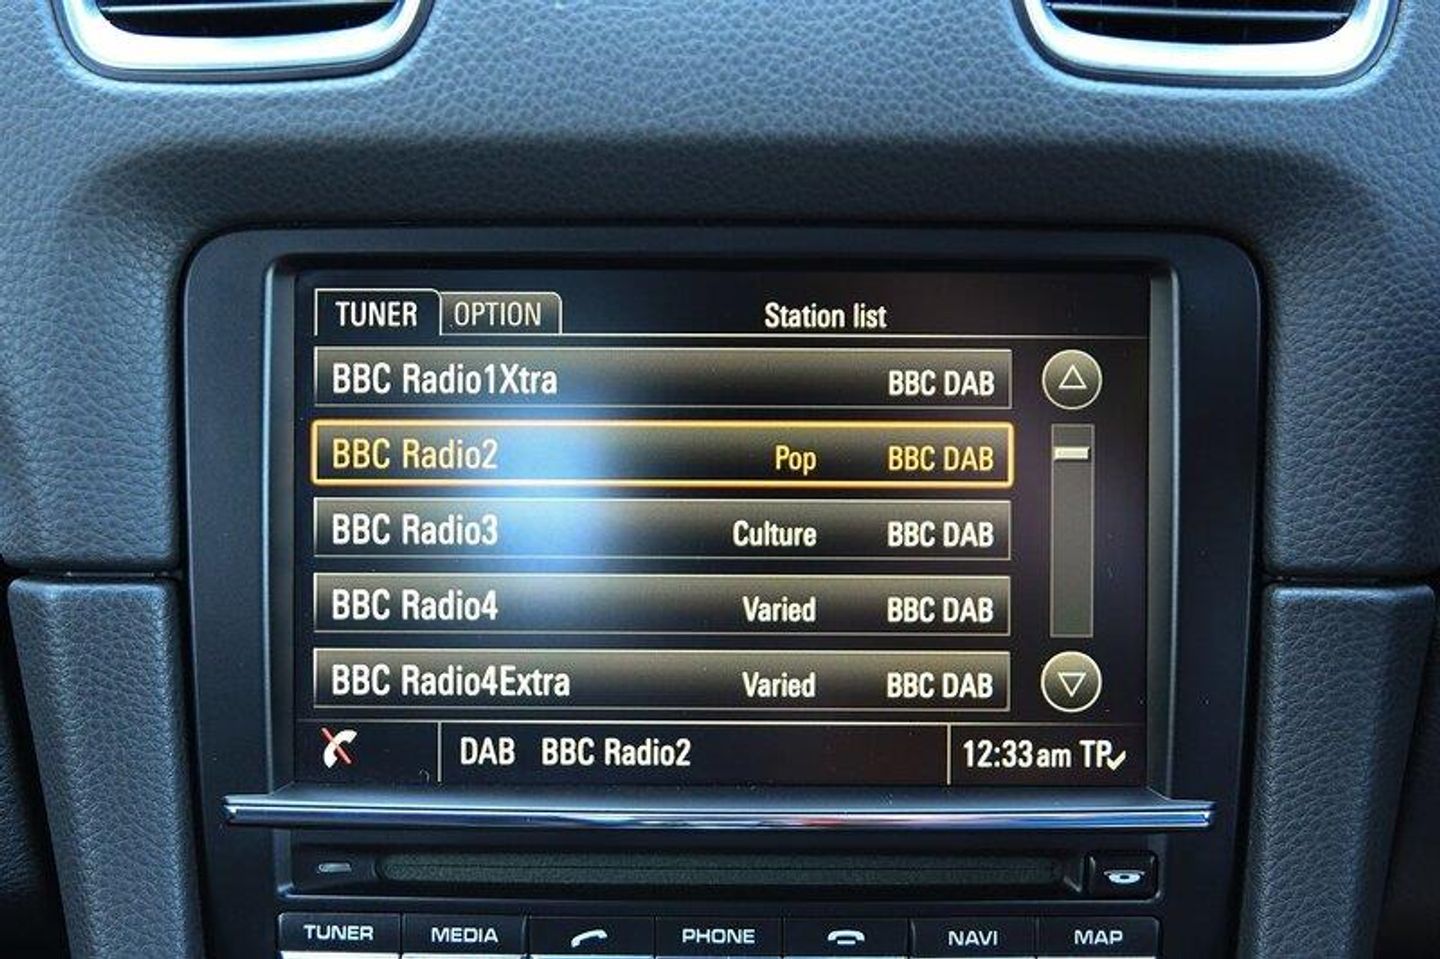 TUNER OPTION Station list
BBC Radio1Xtra BBC DAB
BBC Radio2 Pop BBC DAB
BBC Radio3 Culture BBC DAB
BBC Radio4 Varied BBC DAB
BBC Radio4Extra Varied BBC DAB
DAB BBC Radio2 12:33am TP
TUNER MEDIA PHONE NAVI MAP